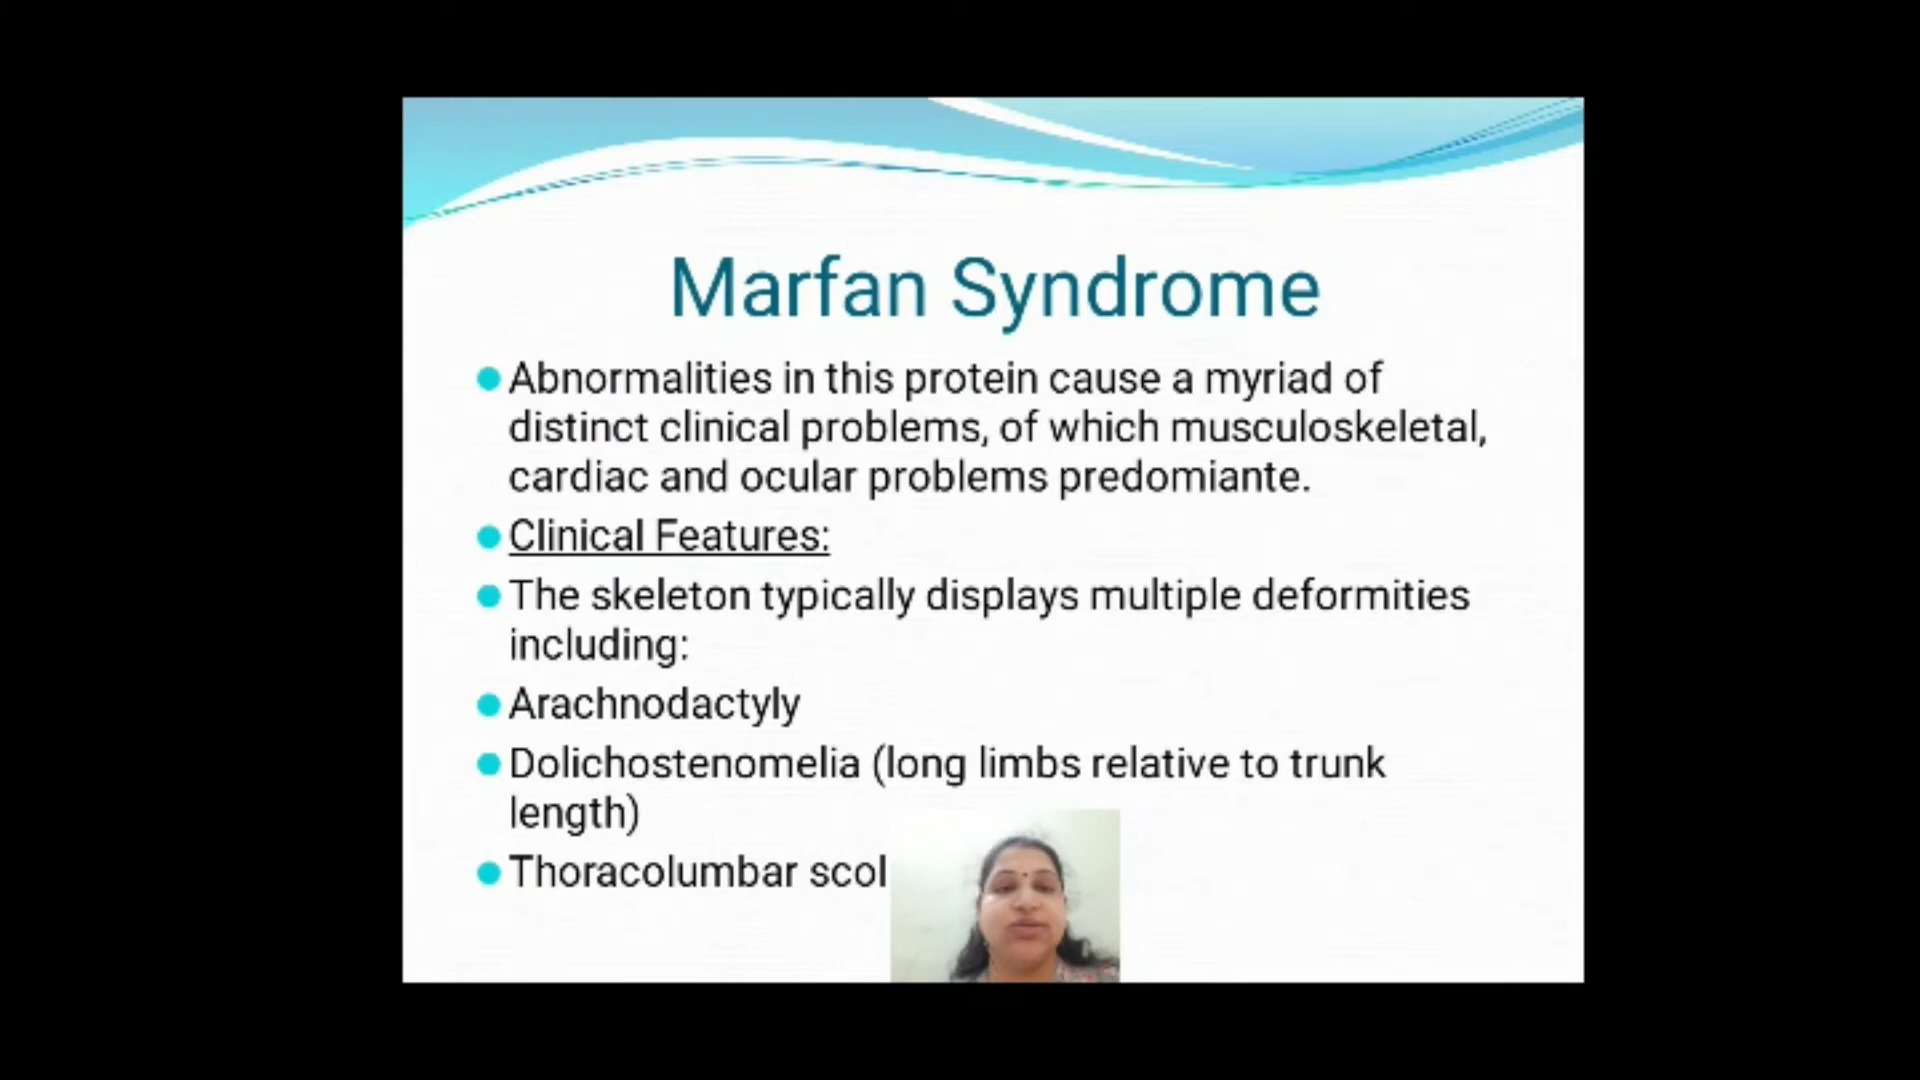 Marfan Syndrome
Abnormalities in this protein cause a myriad of
distinct clinical problems, of which musculoskeletal,
cardiac and ocular problems predomiante.
Clinical Features:
The skeleton typically displays multiple deformities
including:
Arachnodactyly
Dolichostenomelia (long limbs relative to trunk
length)
Thoracolumbar scol